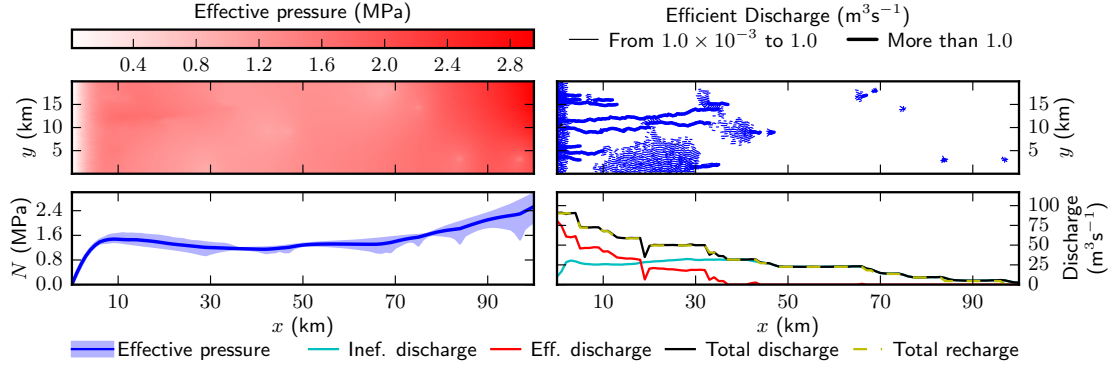 Effective pressure (MPa)
0.4 0.8 1.2 1.6 2.0 2.4 2.8
Efficient Discharge (m³s⁻¹)
From 1.0 × 10⁻³ to 1.0 More than 1.0
y (km)
15
10
5
15
10
5
y (km)
N (MPa)
2.4
1.6
0.8
0.0
10 30 50 70 90
x (km)
100
75
50
25
0
Discharge
(m³s⁻¹)
10 30 50 70 90
x (km)
Effective pressure Inef. discharge Eff. discharge Total discharge Total recharge